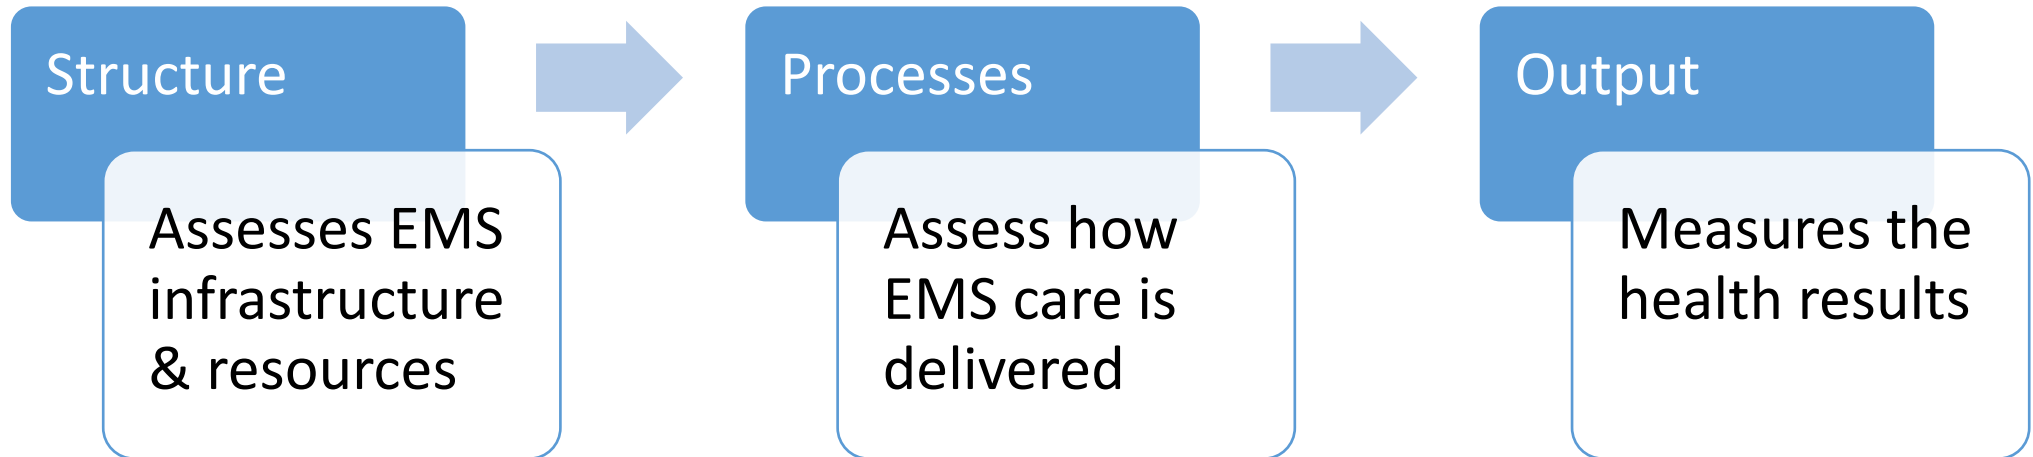 Structure
Assesses EMS
infrastructure
& resources
Processes
Assess how
EMS care is
delivered
Output
Measures the
health results